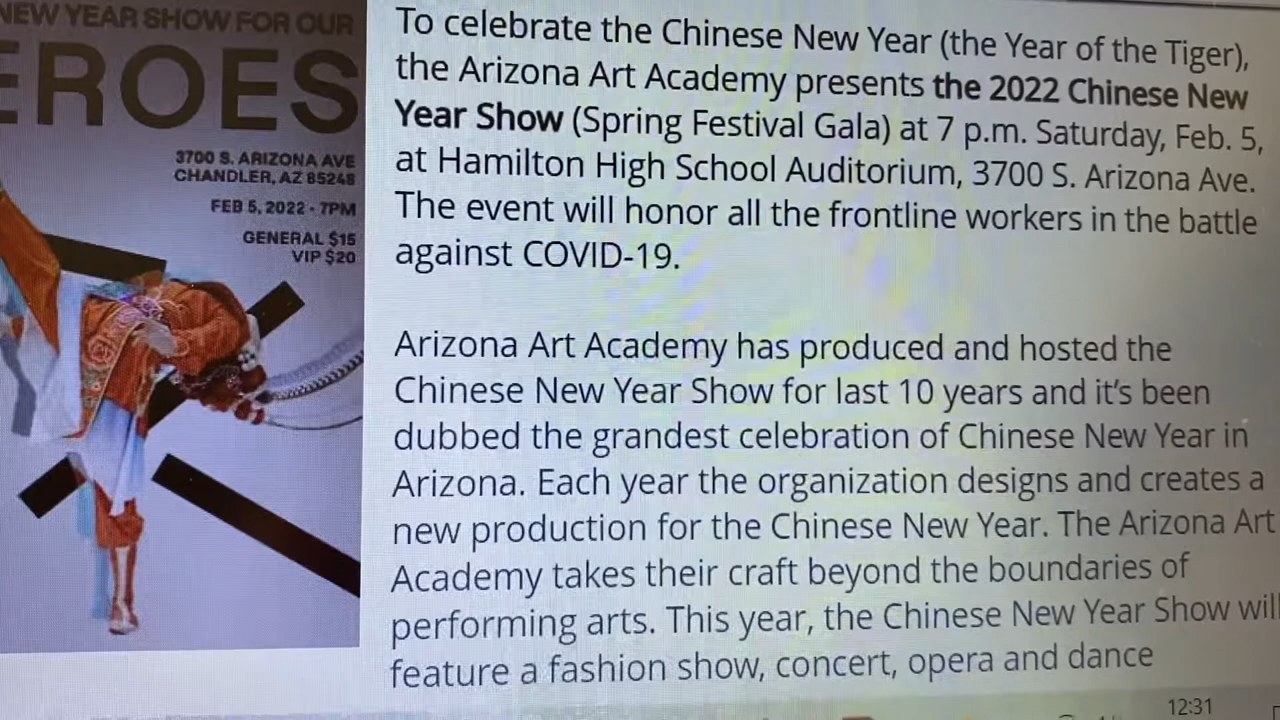 NEW YEAR SHOW FOR OUR
EROES
3700 S. ARIZONA AVE
CHANDLER, AZ 85248
FEB 5, 2022 - 7PM
GENERAL $15
VIP $20
To celebrate the Chinese New Year (the Year of the Tiger),
the Arizona Art Academy presents the 2022 Chinese New
Year Show (Spring Festival Gala) at 7 p.m. Saturday, Feb. 5,
at Hamilton High School Auditorium, 3700 S. Arizona Ave.
The event will honor all the frontline workers in the battle
against COVID-19.
Arizona Art Academy has produced and hosted the
Chinese New Year Show for last 10 years and it's been
dubbed the grandest celebration of Chinese New Year in
Arizona. Each year the organization designs and creates a
new production for the Chinese New Year. The Arizona Art
Academy takes their craft beyond the boundaries of
performing arts. This year, the Chinese New Year Show will
feature a fashion show, concert, opera and dance
12:31